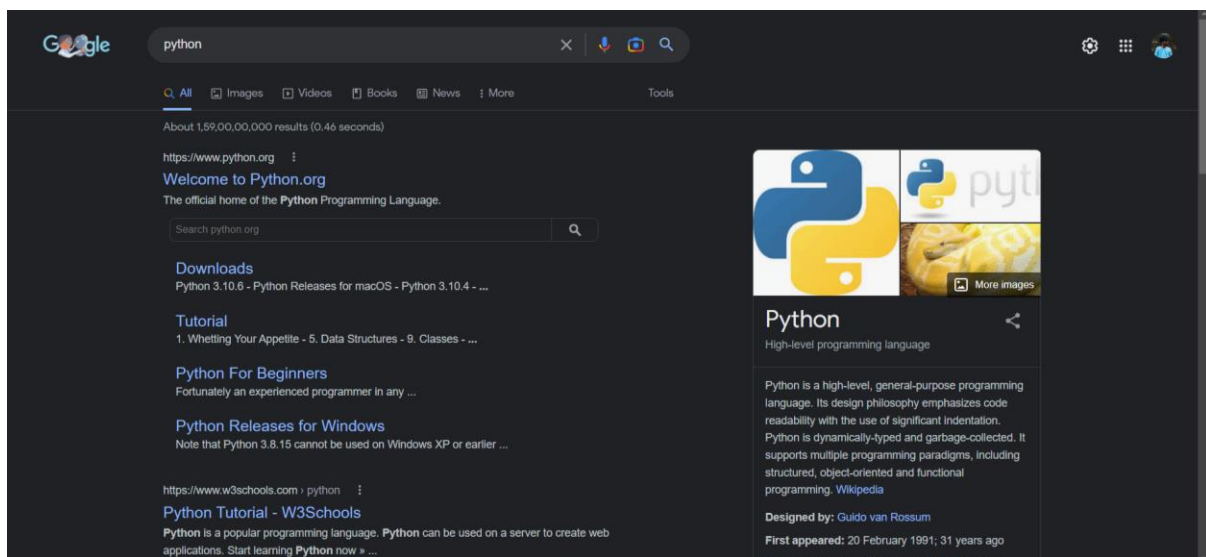 Google
python
All
Images
Videos
Books
News
More
Tools
About 1,59,00,00,000 results (0.46 seconds)
https://www.python.org
Welcome to Python.org
The official home of the Python Programming Language.
Search python.org
Downloads
Python 3.10.6 - Python Releases for macOS - Python 3.10.4 - ...
Tutorial
1. Whetting Your Appetite - 5. Data Structures - 9. Classes - ...
Python For Beginners
Fortunately an experienced programmer in any ...
Python Releases for Windows
Note that Python 3.8.15 cannot be used on Windows XP or earlier ...
https://www.w3schools.com › python
Python Tutorial - W3Schools
Python is a popular programming language. Python can be used on a server to create web
applications. Start learning Python now » ...
pyt
More images
Python
High-level programming language
Python is a high-level, general-purpose programming
language. Its design philosophy emphasizes code
readability with the use of significant indentation.
Python is dynamically-typed and garbage-collected. It
supports multiple programming paradigms, including
structured, object-oriented and functional
programming. Wikipedia
Designed by: Guido van Rossum
First appeared: 20 February 1991; 31 years ago